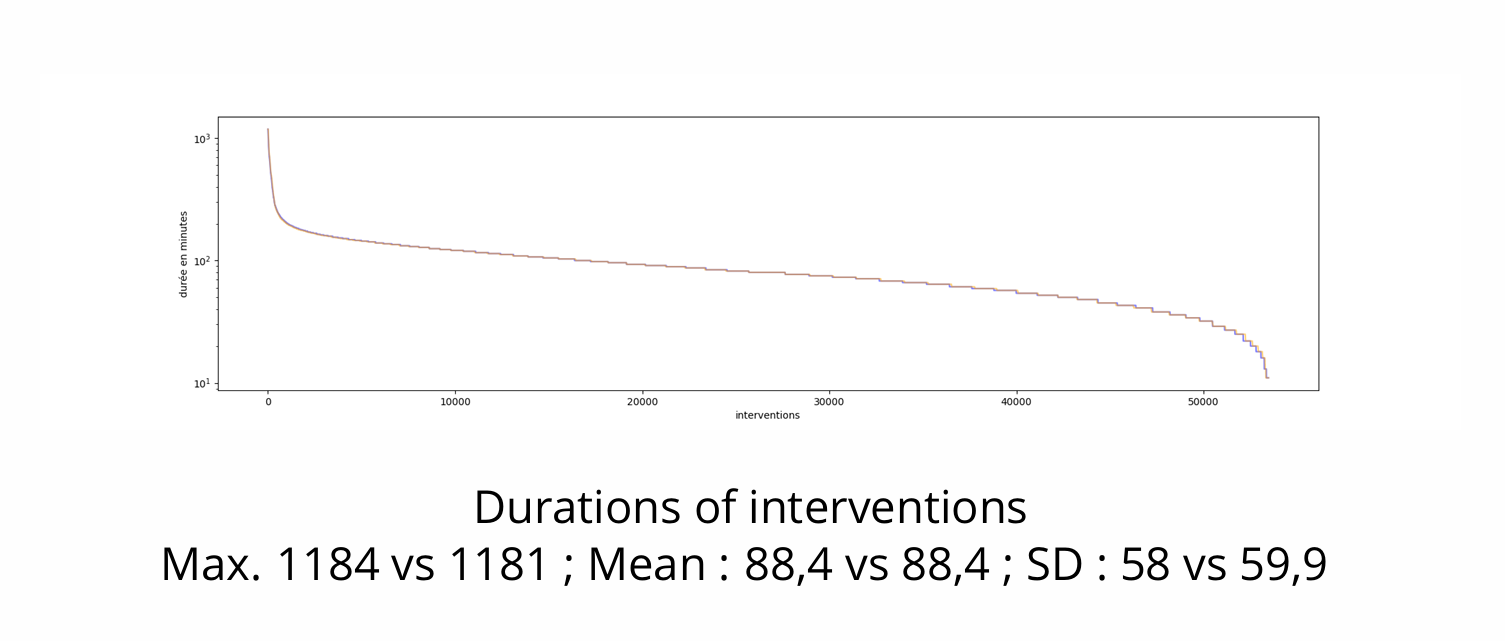 10³
10²
10¹
durée en minutes
0 10000 20000 30000 40000 50000
interventions
Durations of interventions
Max. 1184 vs 1181 ; Mean : 88,4 vs 88,4 ; SD : 58 vs 59,9